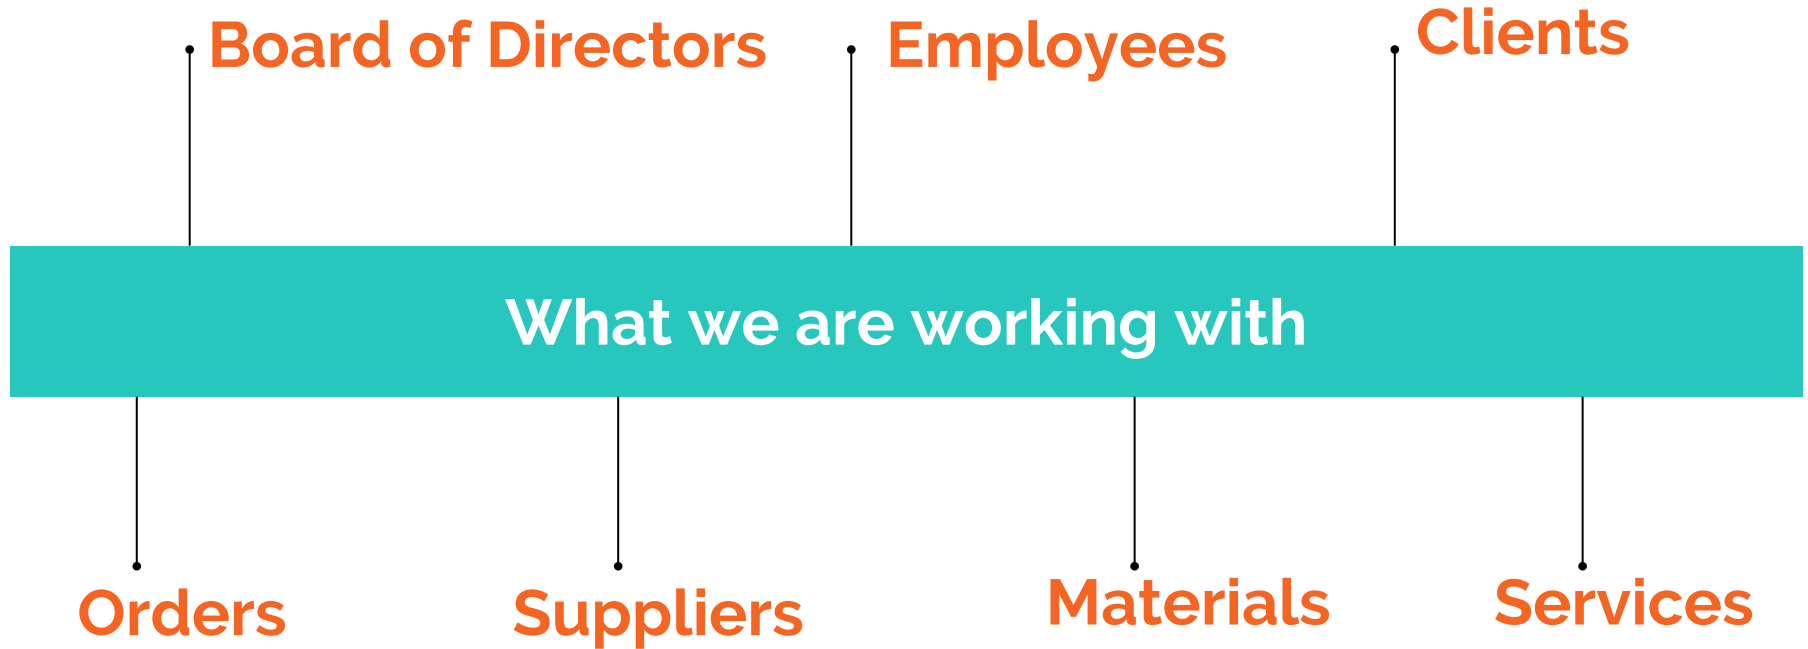 Board of Directors
Employees
Clients
What we are working with
Orders
Suppliers
Materials
Services